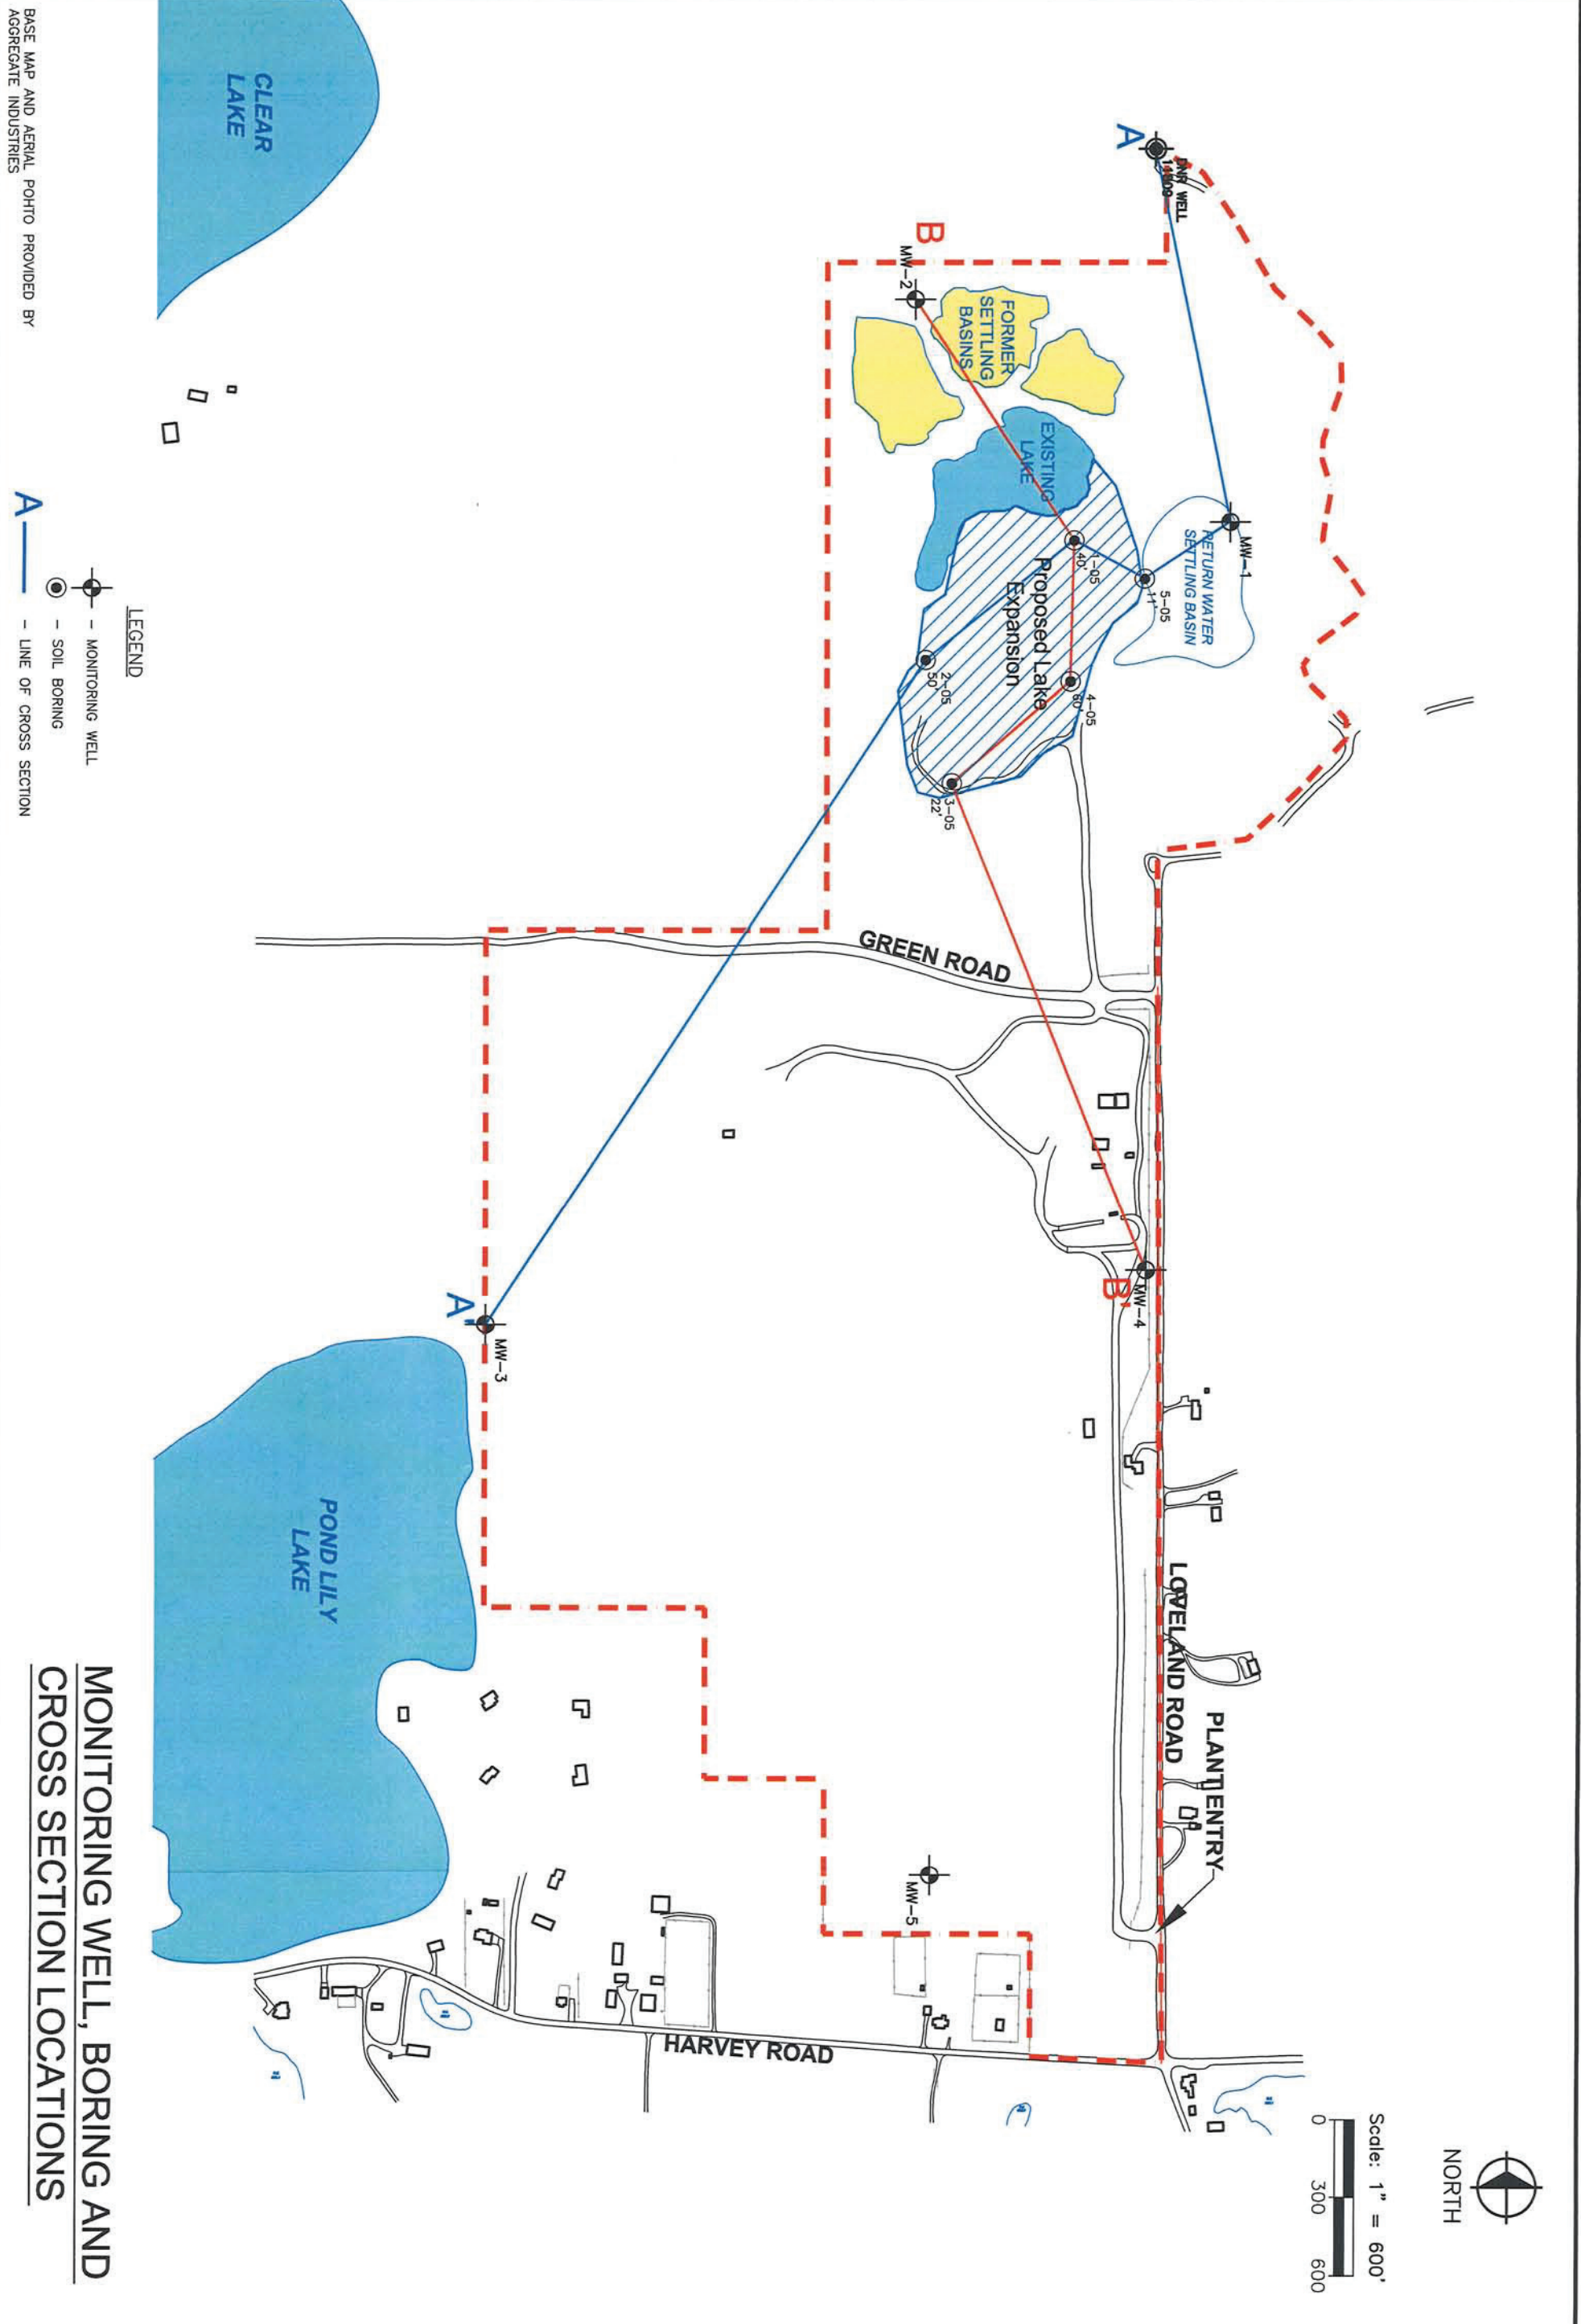 NORTH
Scale: 1" = 600'
0 300 600
A
DNR WELL
MW-1
RETURN WATER
SETTLING BASIN
5-05
11'
B
MW-2
FORMER
SETTLING
BASINS
EXISTING
LAKE
1-05
40'
Proposed Lake
Expansion
4-05
60'
2-05
50'
3-05
22'
GREEN ROAD
MW-4
B'
A'
MW-3
LOVELAND ROAD
PLANT ENTRY
MW-5
HARVEY ROAD
CLEAR
LAKE
POND LILY
LAKE
LEGEND
- MONITORING WELL
- SOIL BORING
A - LINE OF CROSS SECTION
BASE MAP AND AERIAL POHTO PROVIDED BY
AGGREGATE INDUSTRIES
MONITORING WELL, BORING AND
CROSS SECTION LOCATIONS